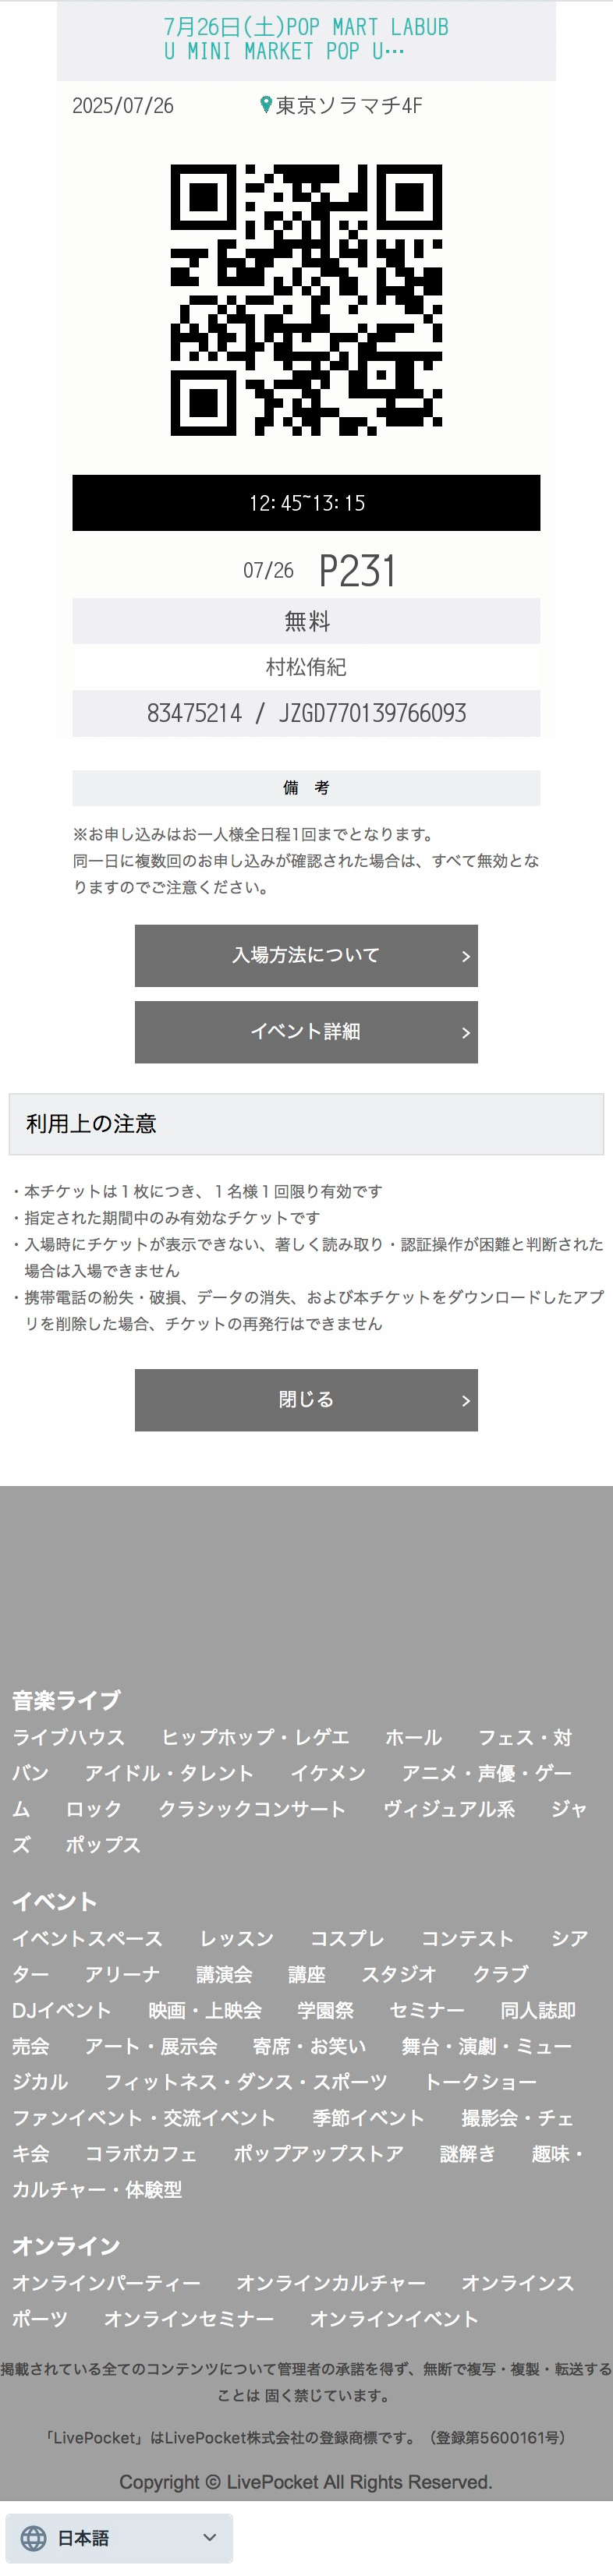 7月26日(土)POP MART LABUB
U MINI MARKET POP U…
2025/07/26 東京ソラマチ4F
12:45~13:15
07/26 P231
無料
村松侑紀
83475214 / JZGD770139766093
備 考
※お申し込みはお一人様全日程1回までとなります。
同一日に複数回のお申し込みが確認された場合は、すべて無効とな
りますのでご注意ください。
入場方法について
イベント詳細
利用上の注意
・本チケットは1枚につき、1名様1回限り有効です
・指定された期間中のみ有効なチケットです
・入場時にチケットが表示できない、著しく読み取り・認証操作が困難と判断された
場合は入場できません
・携帯電話の紛失・破損、データの消失、および本チケットをダウンロードしたアプ
リを削除した場合、チケットの再発行はできません
閉じる
音楽ライブ
ライブハウス ヒップホップ・レゲエ ホール フェス・対
バン アイドル・タレント イケメン アニメ・声優・ゲー
ム ロック クラシックコンサート ヴィジュアル系 ジャ
ズ ポップス
イベント
イベントスペース レッスン コスプレ コンテスト シア
ター アリーナ 講演会 講座 スタジオ クラブ
DJイベント 映画・上映会 学園祭 セミナー 同人誌即
売会 アート・展示会 寄席・お笑い 舞台・演劇・ミュー
ジカル フィットネス・ダンス・スポーツ トークショー
ファンイベント・交流イベント 季節イベント 撮影会・チェ
キ会 コラボカフェ ポップアップストア 謎解き 趣味・
カルチャー・体験型
オンライン
オンラインパーティー オンラインカルチャー オンラインス
ポーツ オンラインセミナー オンラインイベント
掲載されている全てのコンテンツについて管理者の承諾を得ず、無断で複写・複製・転送する
ことは 固く禁じています。
「LivePocket」はLivePocket株式会社の登録商標です。（登録第5600161号）
Copyright © LivePocket All Rights Reserved.
日本語